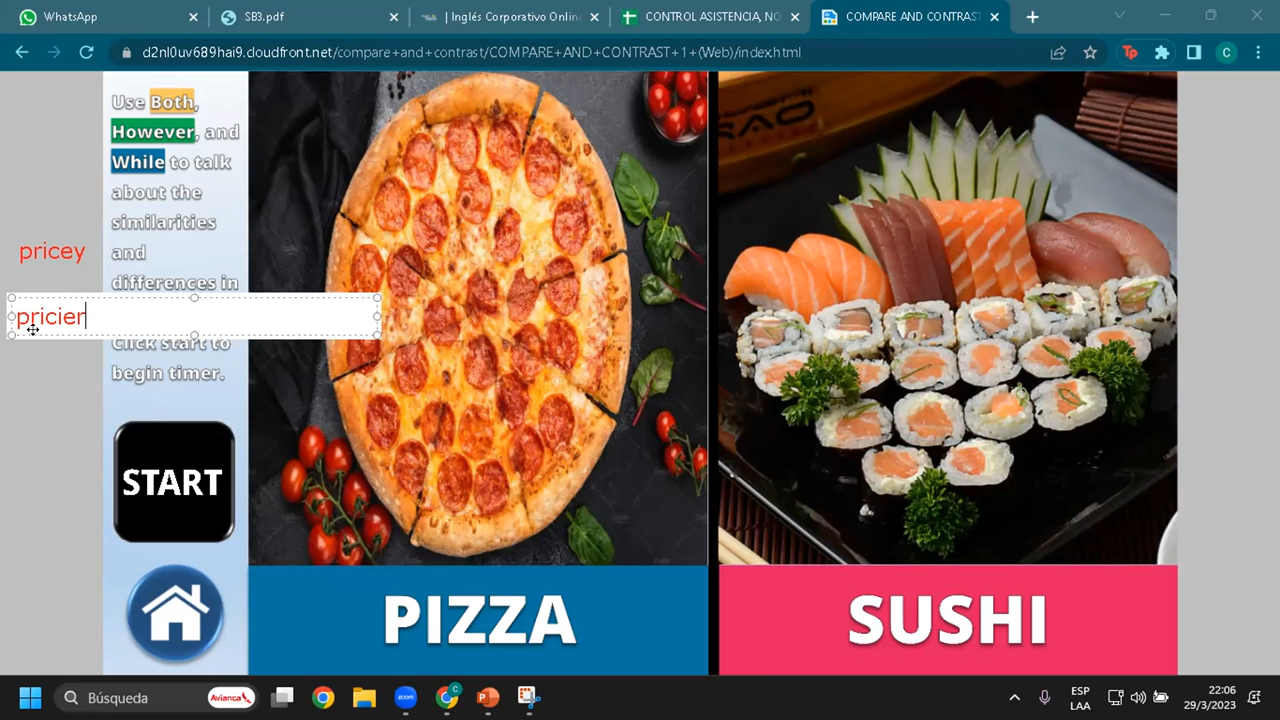 WhatsApp
SB3.pdf
| Inglés Corporativo Online
CONTROL ASISTENCIA, NO
COMPARE AND CONTRAST
d2nl0uv689hai9.cloudfront.net/compare+and+contrast/COMPARE+AND+CONTRAST+1+(Web)/index.html
C
Use Both,
However, and
While to talk
about the
similarities
and
differences in
Click start to
begin timer.
pricey
pricier
START
RAO
PIZZA
SUSHI
Búsqueda
Avianca
ESP
LAA
22:06
29/3/2023